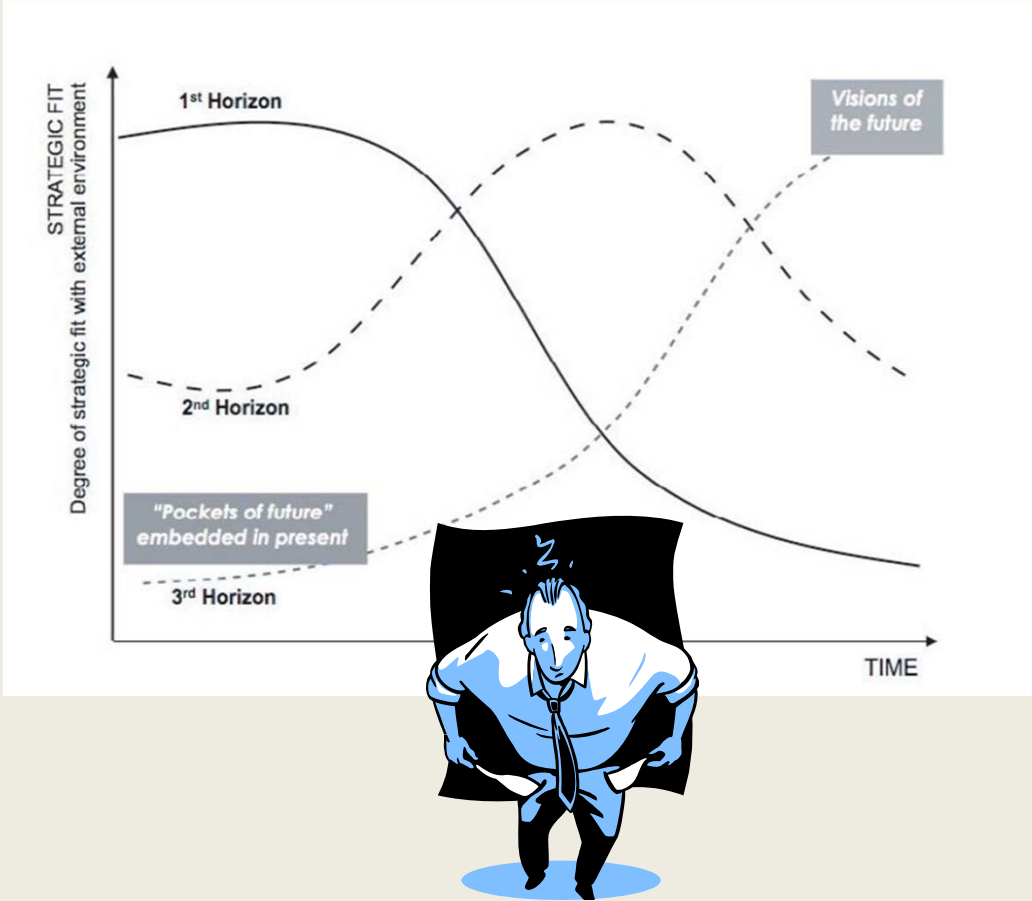 STRATEGIC FIT
Degree of strategic fit with external environment
1st Horizon
Visions of
the future
2nd Horizon
“Pockets of future”
embedded in present
3rd Horizon
TIME